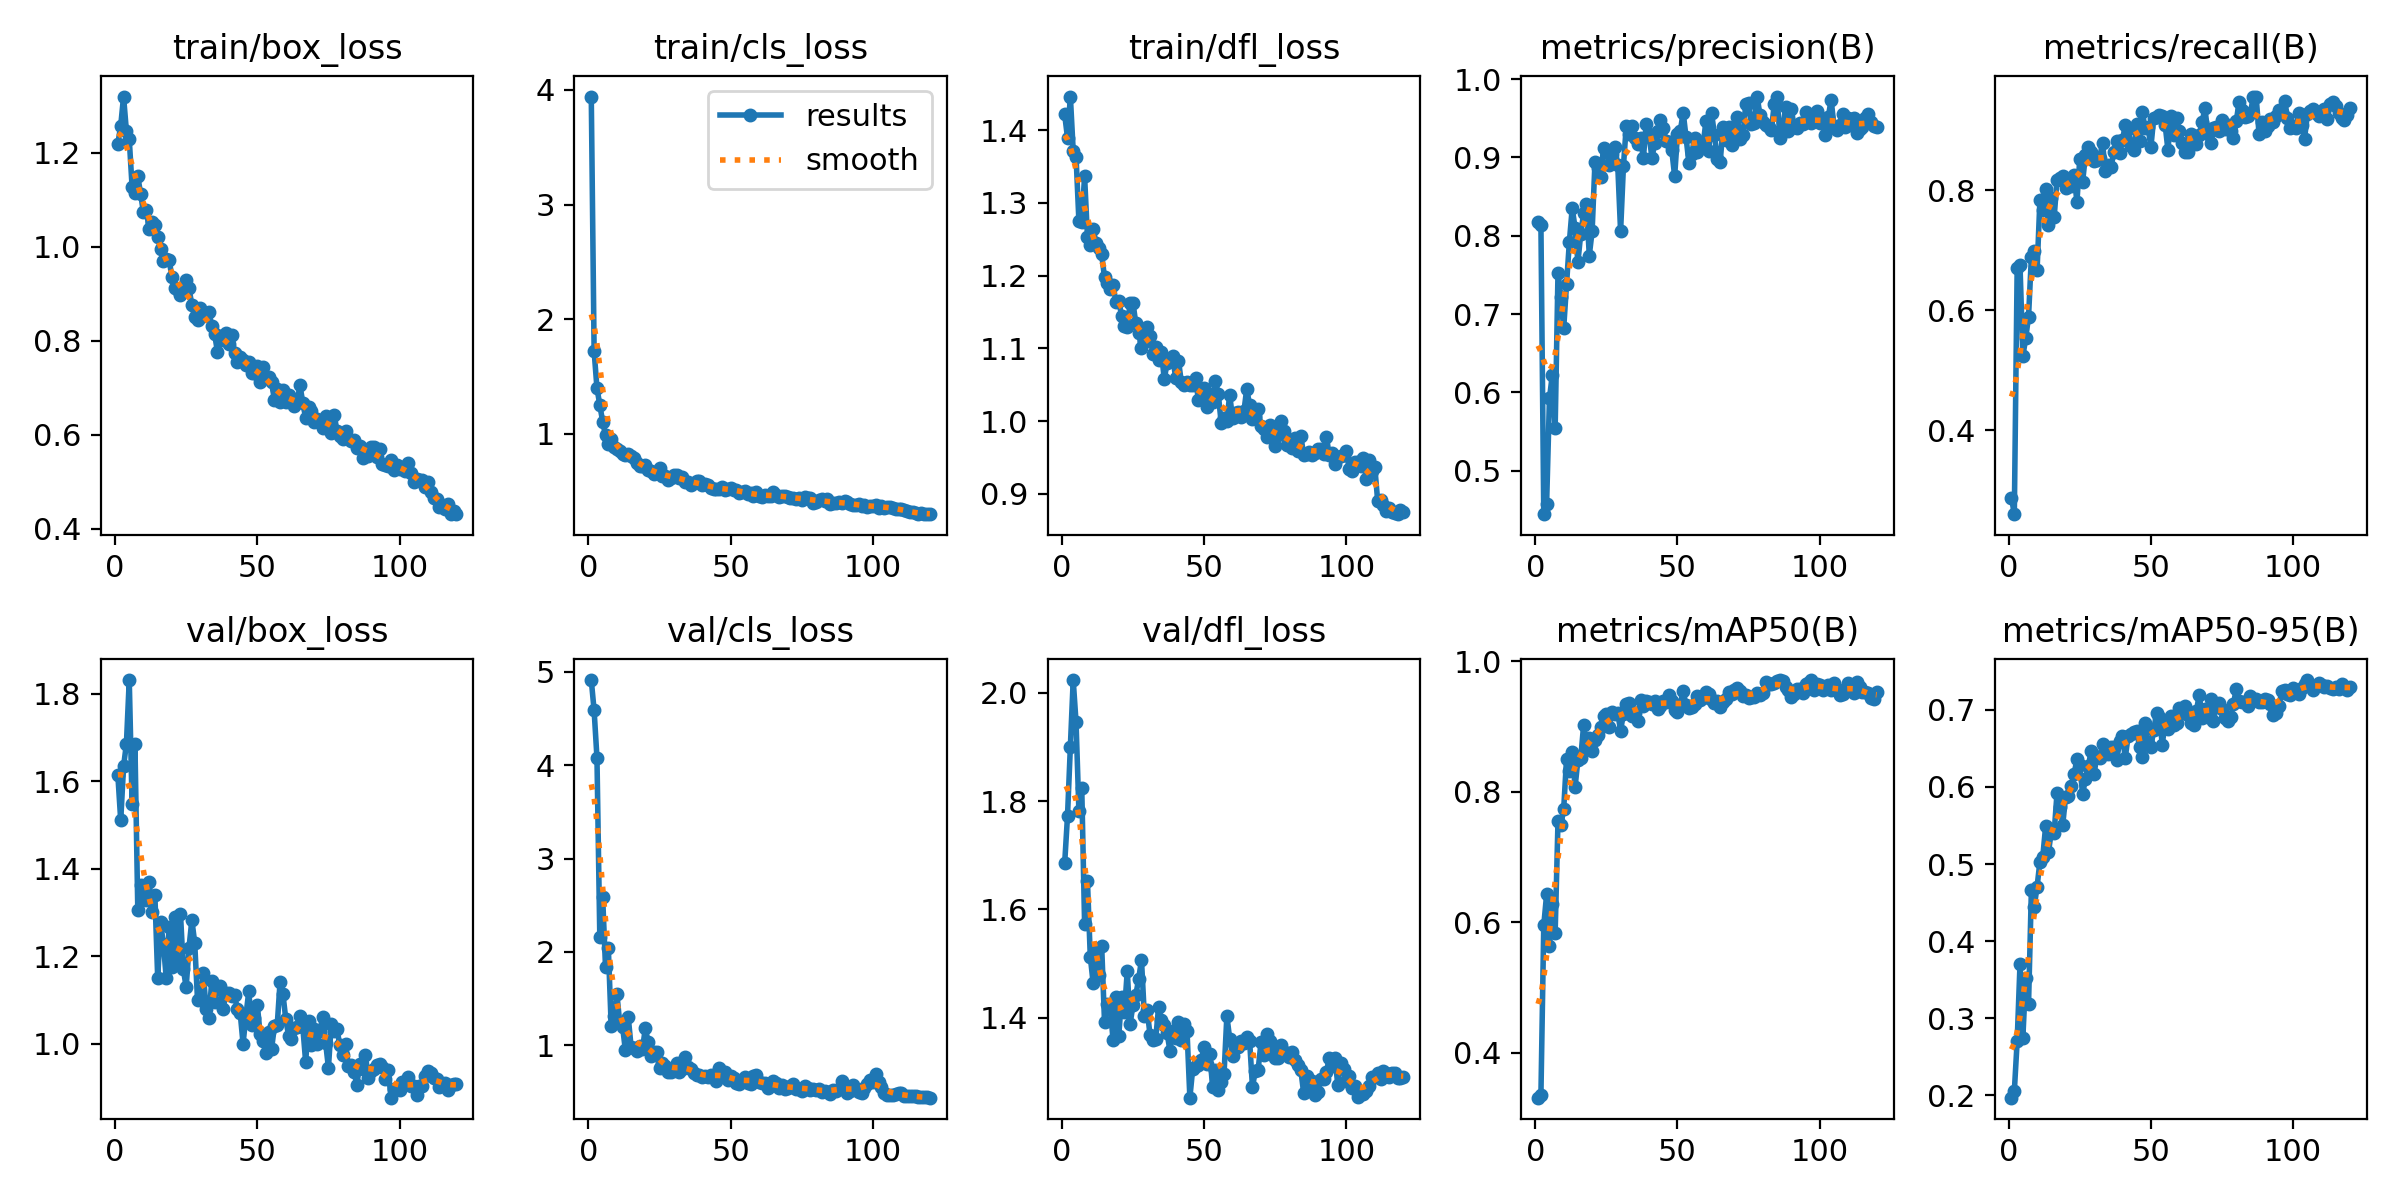 train/box_loss
1.2
1.0
0.8
0.6
0.4
0 50 100
train/cls_loss
results
smooth
4
3
2
1
0 50 100
train/dfl_loss
1.4
1.3
1.2
1.1
1.0
0.9
0 50 100
metrics/precision(B)
1.0
0.9
0.8
0.7
0.6
0.5
0 50 100
metrics/recall(B)
0.8
0.6
0.4
0 50 100
val/box_loss
1.8
1.6
1.4
1.2
1.0
0 50 100
val/cls_loss
5
4
3
2
1
0 50 100
val/dfl_loss
2.0
1.8
1.6
1.4
0 50 100
metrics/mAP50(B)
1.0
0.8
0.6
0.4
0 50 100
metrics/mAP50-95(B)
0.7
0.6
0.5
0.4
0.3
0.2
0 50 100